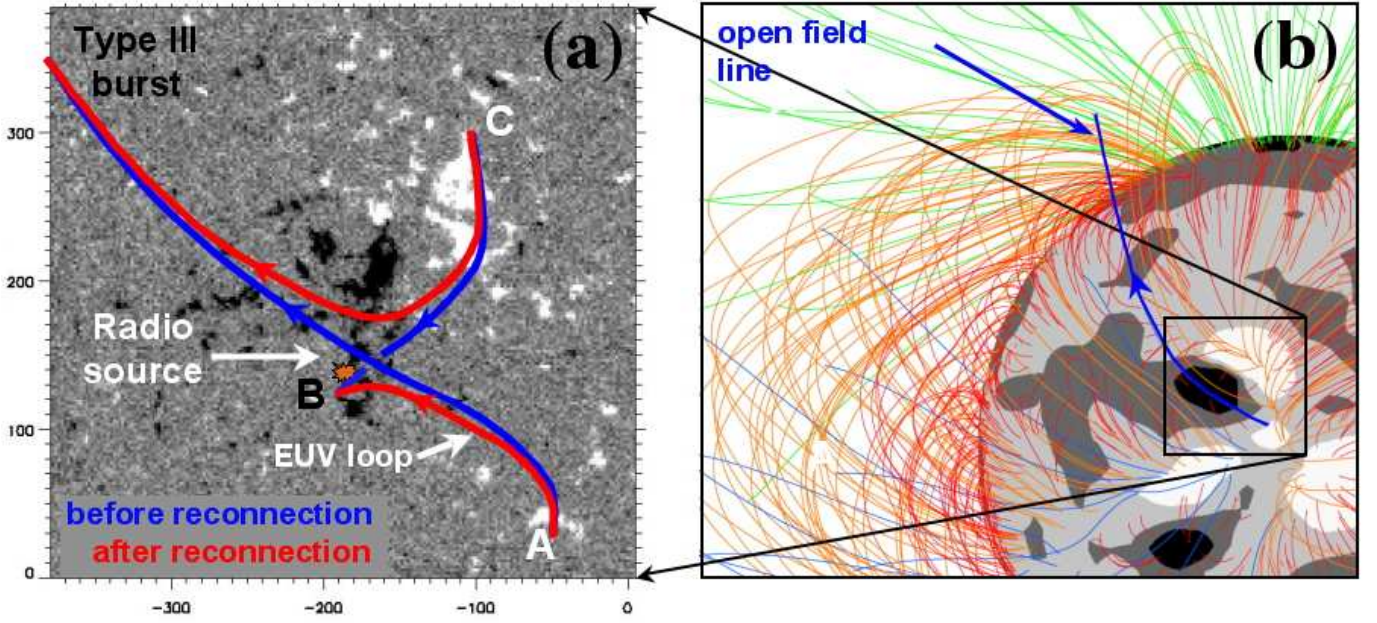 Type III
burst
(a)
C
300
200
100
0
Radio
source
B
EUV loop
before reconnection
after reconnection
A
-300
-200
-100
0
open field
line
(b)